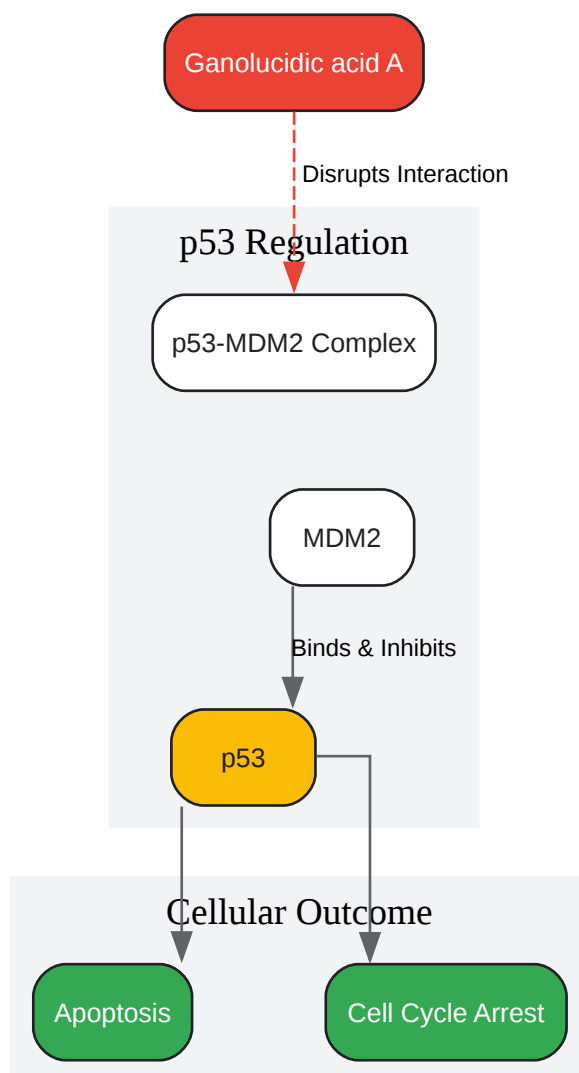 Ganolucidic acid A
Disrupts Interaction
p53 Regulation
p53-MDM2 Complex
MDM2
Binds & Inhibits
p53
Cellular Outcome
Apoptosis
Cell Cycle Arrest